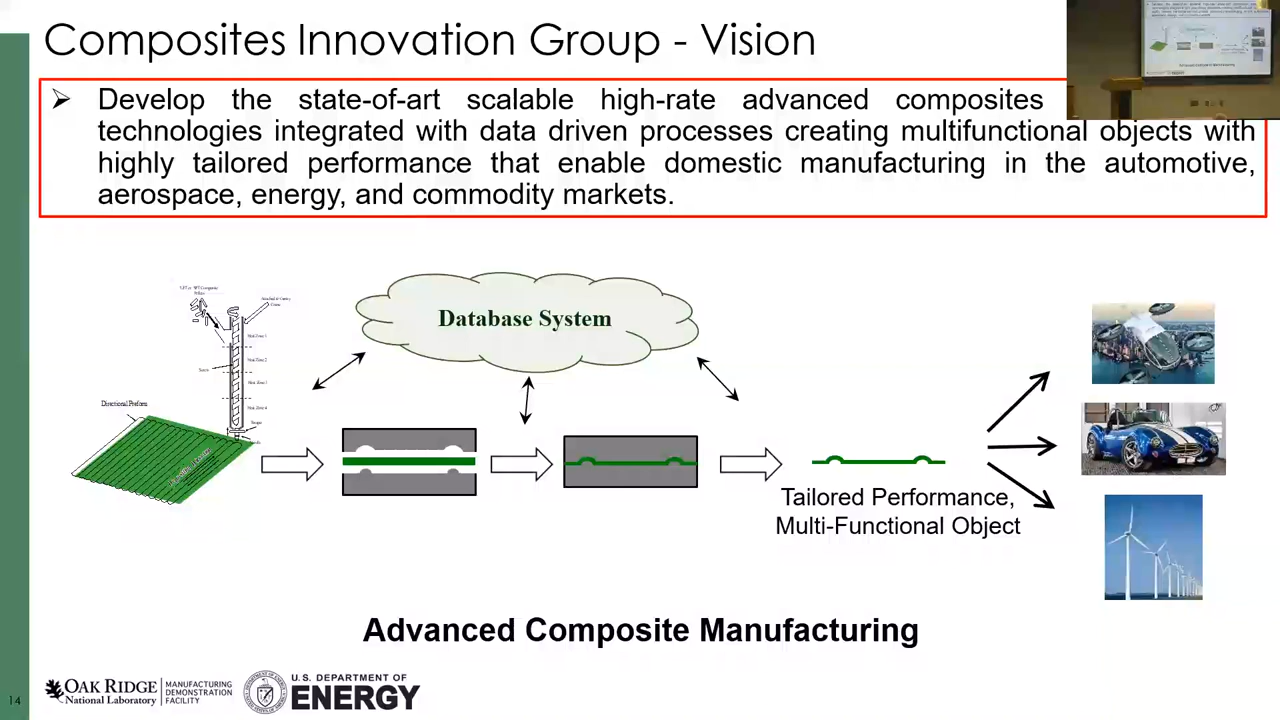 Composites Innovation Group - Vision
➢ Develop the state-of-art scalable high-rate advanced composites
technologies integrated with data driven processes creating multifunctional objects with
highly tailored performance that enable domestic manufacturing in the automotive,
aerospace, energy, and commodity markets.
Database System
Directional Preform
Tailored Performance,
Multi-Functional Object
Advanced Composite Manufacturing
14
OAK RIDGE
National Laboratory
MANUFACTURING
DEMONSTRATION
FACILITY
U.S. DEPARTMENT OF
ENERGY